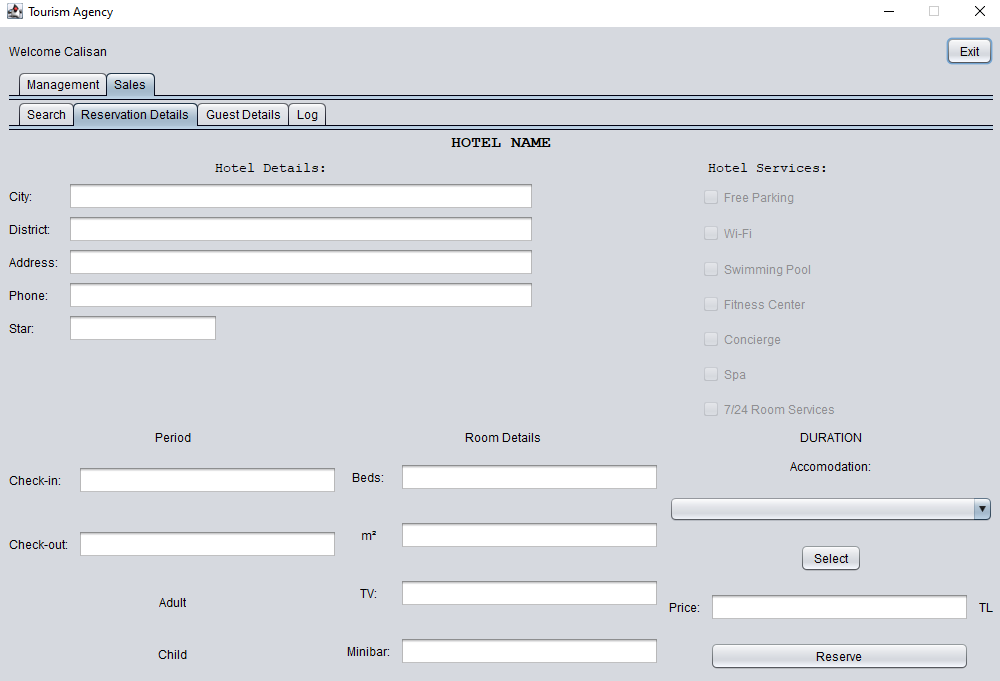 Tourism Agency
Welcome Calisan
Exit
Management Sales
Search Reservation Details Guest Details Log
HOTEL NAME
Hotel Details:
Hotel Services:
City:
Free Parking
District:
Wi-Fi
Address:
Swimming Pool
Phone:
Fitness Center
Star:
Concierge
Spa
7/24 Room Services
Period
Room Details
DURATION
Accomodation:
Check-in:
Beds:
Check-out:
m²
Select
Adult
TV:
Price:
TL
Child
Minibar:
Reserve